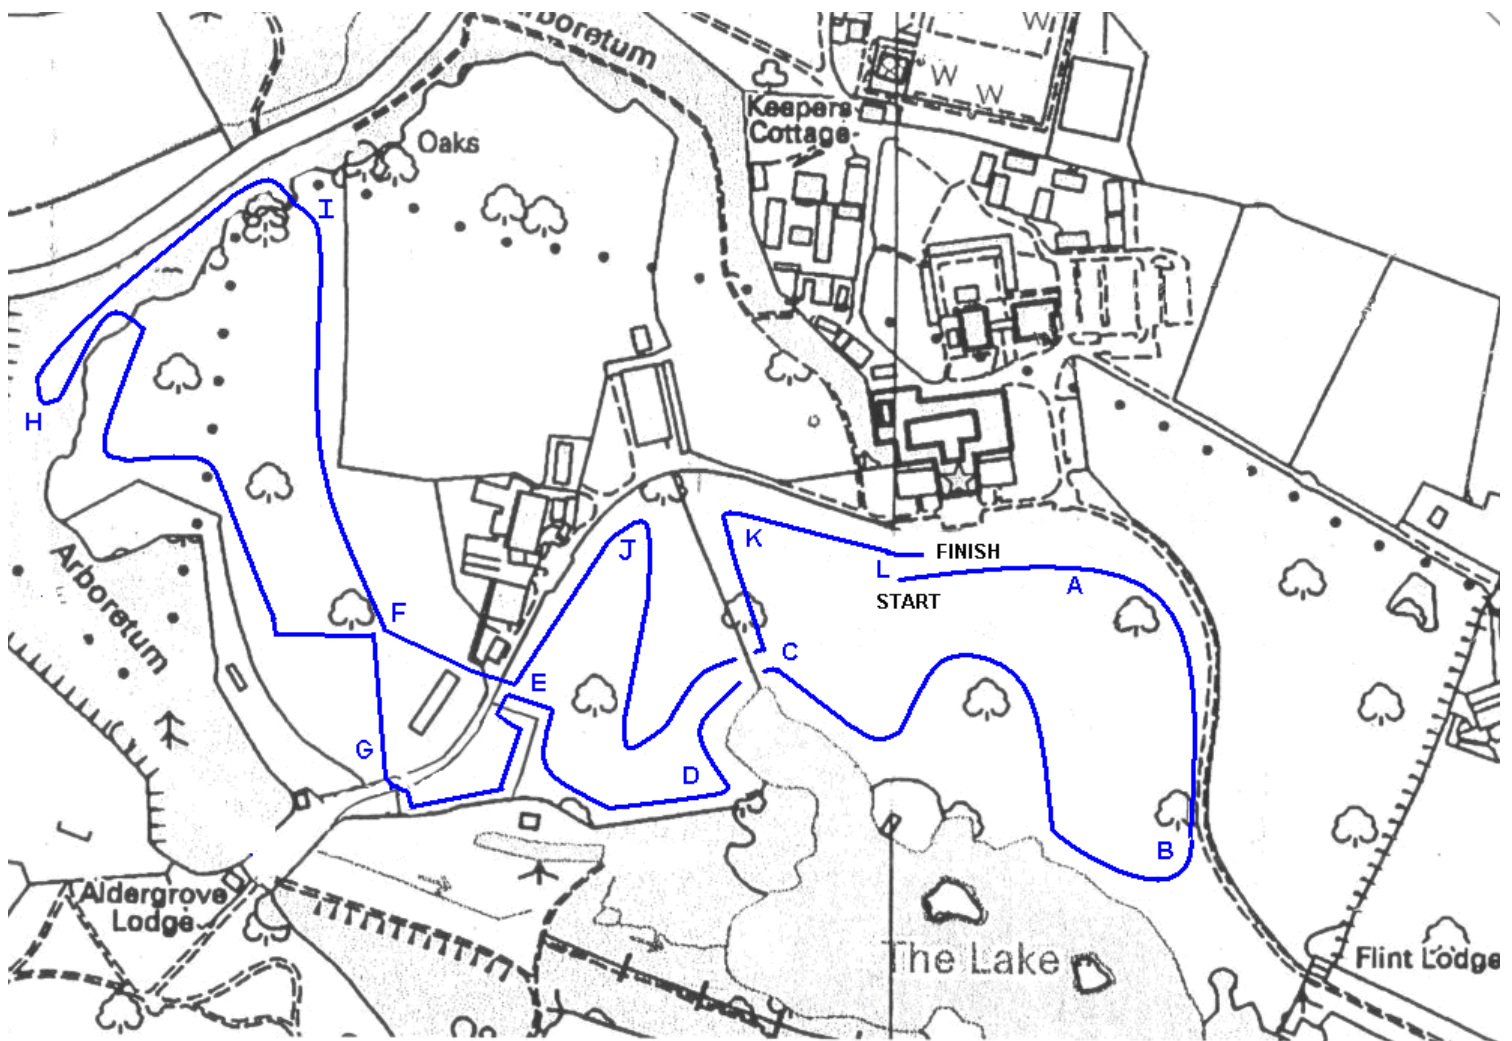 Arboretum
W
Oaks
W
W
Keepers
Cottage
I
H
K
FINISH
J
L
START
A
Arboretum
F
C
E
G
D
B
Aldergrove
Lodge
The Lake
Flint Lodge